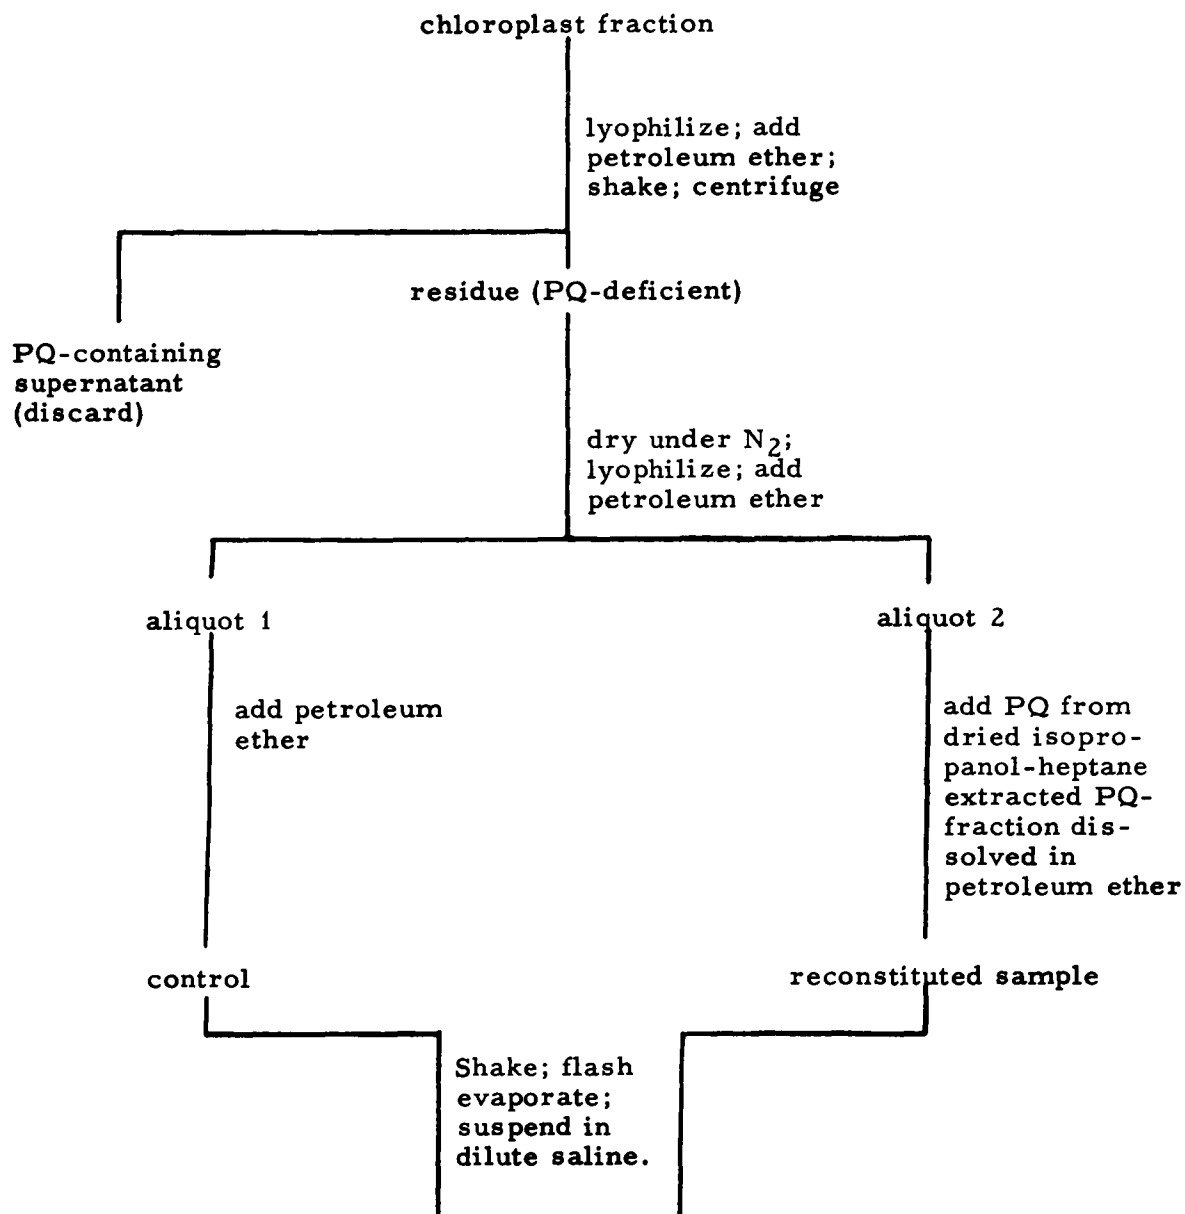 chloroplast fraction
lyophilize; add
petroleum ether;
shake; centrifuge
residue (PQ-deficient)
PQ-containing
supernatant
(discard)
dry under N2;
lyophilize; add
petroleum ether
aliquot 1
aliquot 2
add petroleum
ether
add PQ from
dried isopro-
panol-heptane
extracted PQ-
fraction dis-
solved in
petroleum ether
control
reconstituted sample
Shake; flash
evaporate;
suspend in
dilute saline.